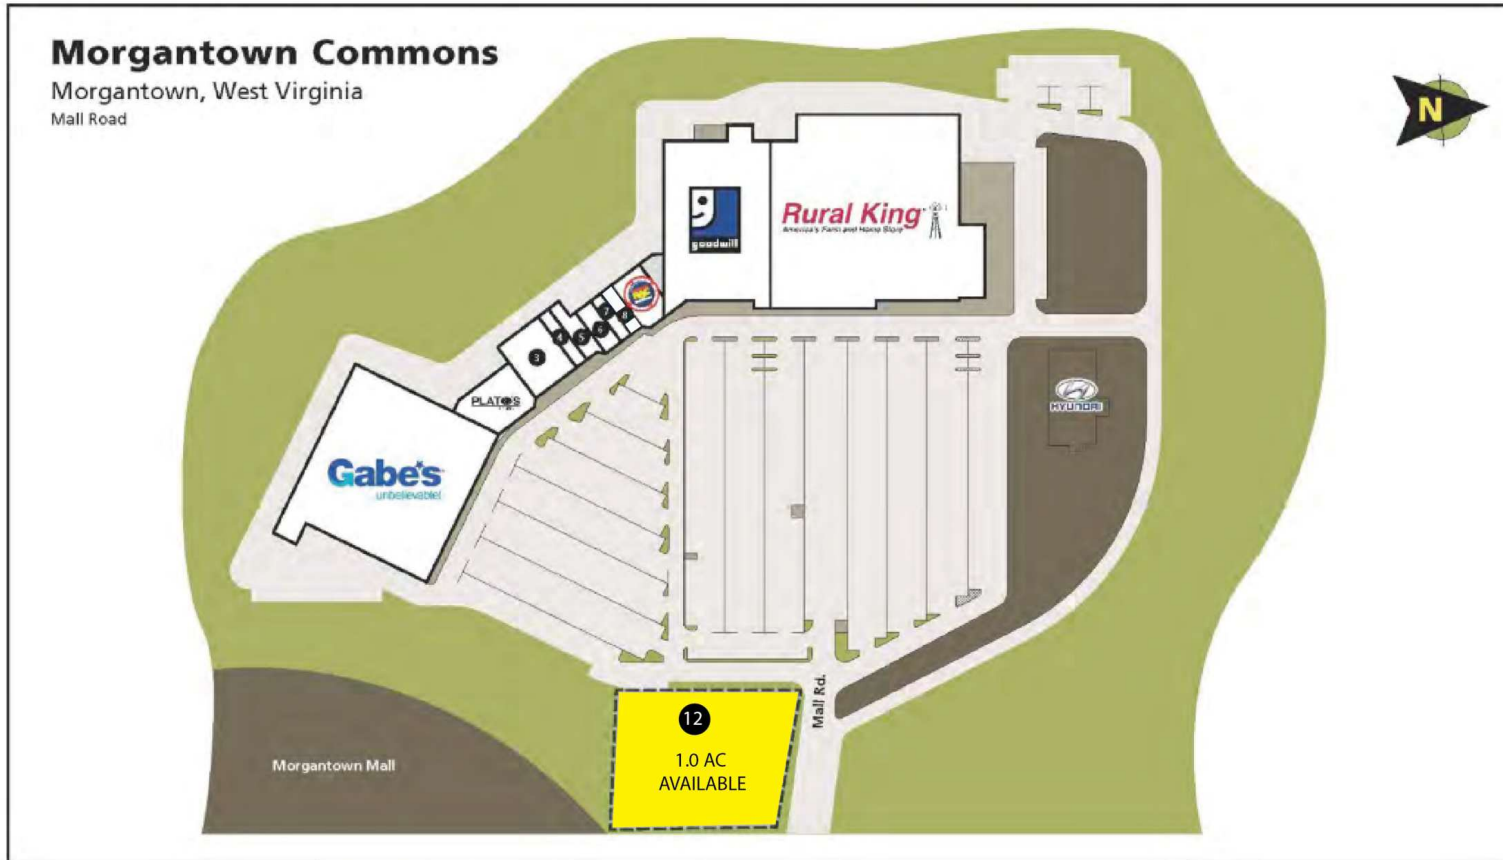 Morgantown Commons
Morgantown, West Virginia
Mall Road
N
goodwill
Rural King
America's Farm and Home Store
3
4
5
6
7
8
PLATO'S
Gabe's
unbelievable!
HYUNDAI
Mall Rd.
12
1.0 AC
AVAILABLE
Morgantown Mall